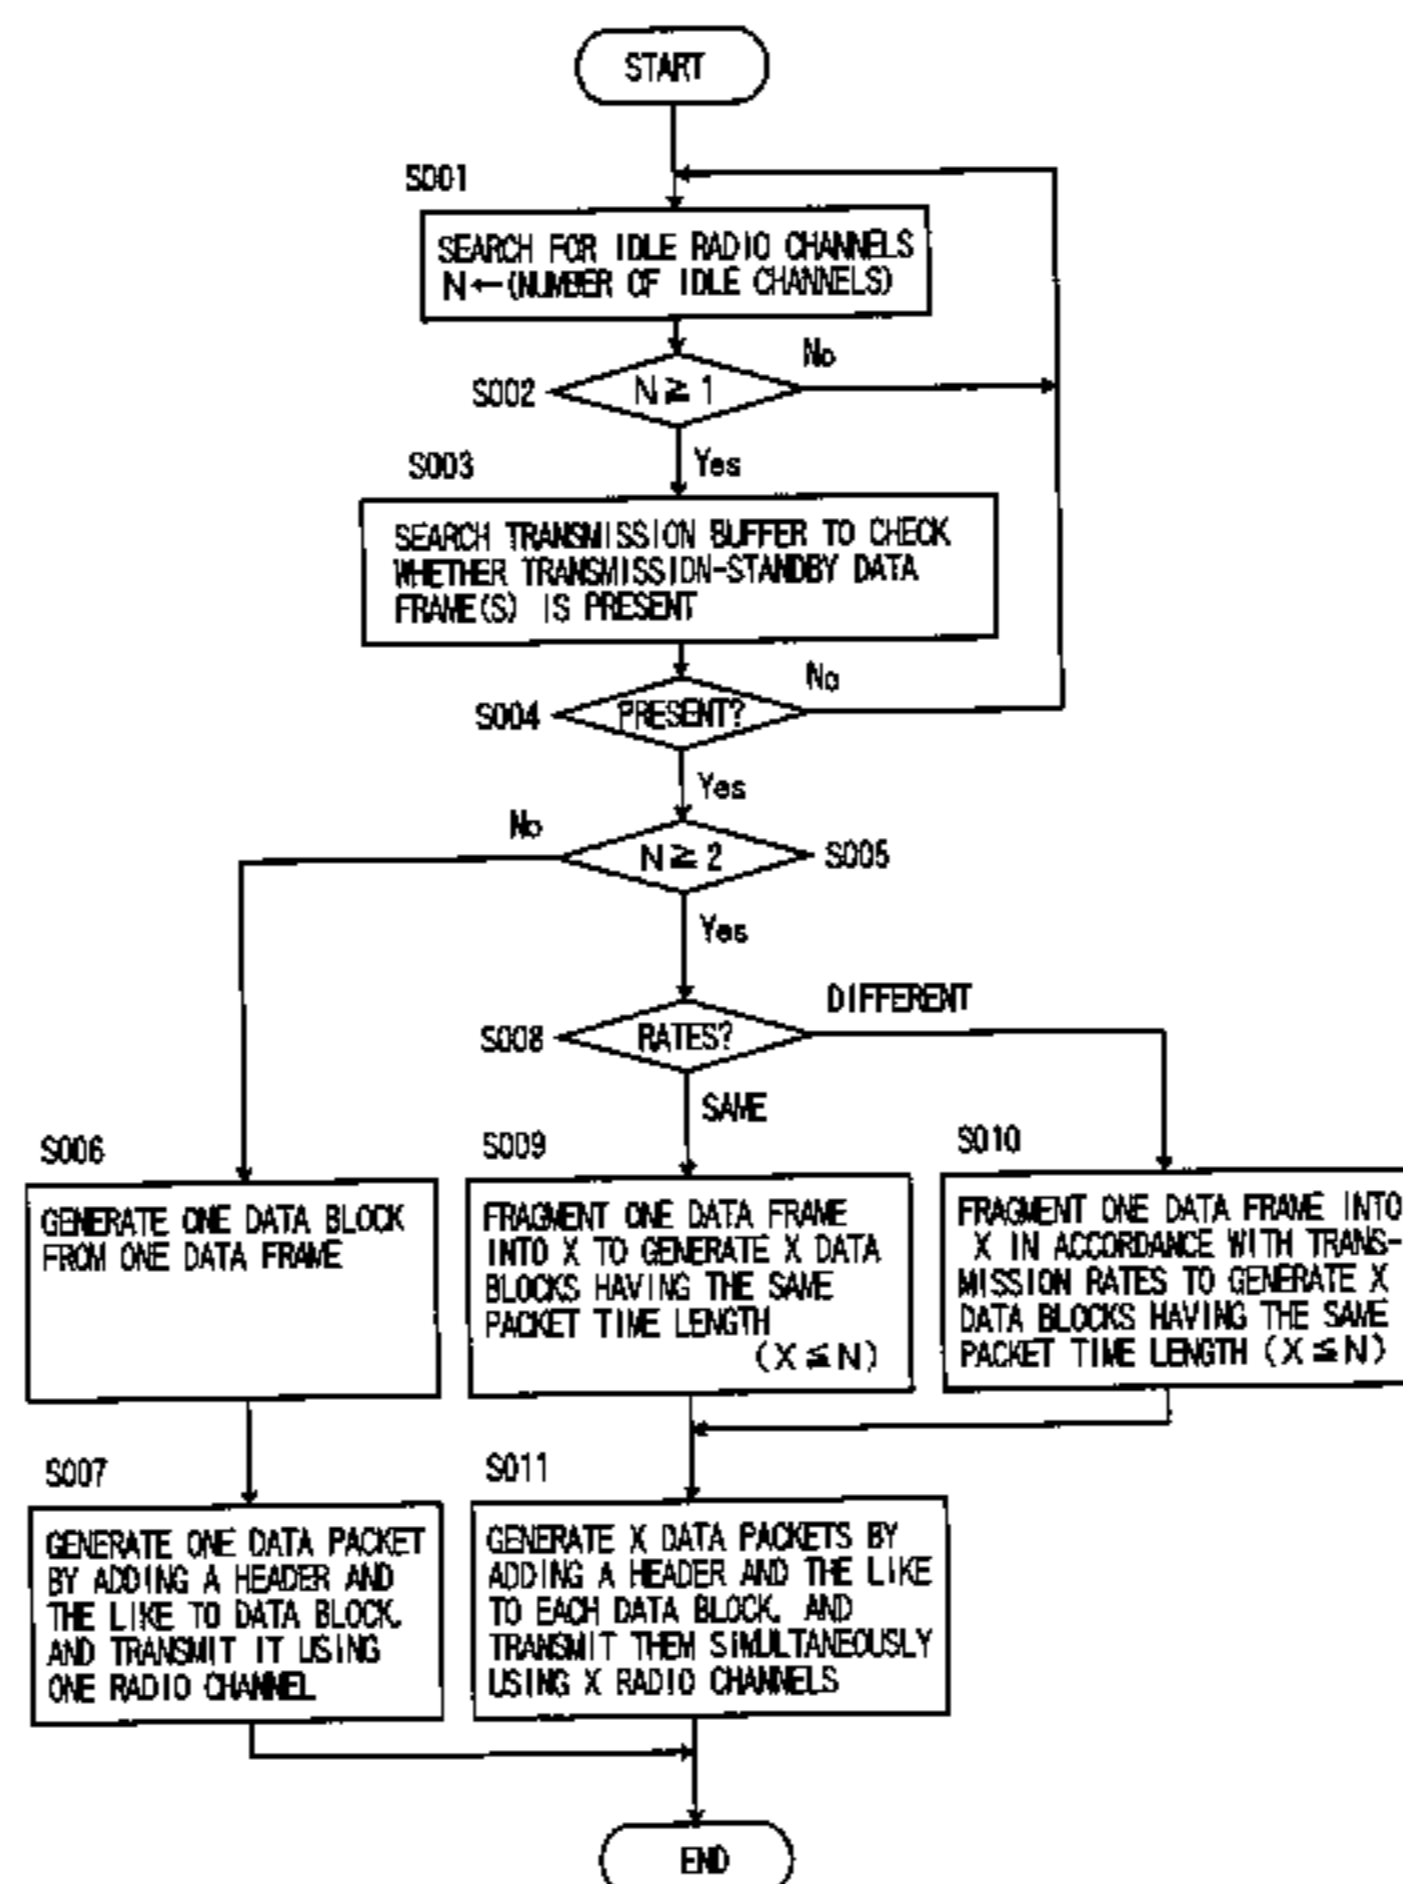 START
S001
SEARCH FOR IDLE RADIO CHANNELS
N←(NUMBER OF IDLE CHANNELS)
No
S002
N≧1
Yes
S003
SEARCH TRANSMISSION BUFFER TO CHECK
WHETHER TRANSMISSION-STANDBY DATA
FRAME(S) IS PRESENT
No
S004
PRESENT?
Yes
No
N≧2
S005
Yes
DIFFERENT
S008
RATES?
SAME
S006
GENERATE ONE DATA BLOCK
FROM ONE DATA FRAME
S009
FRAGMENT ONE DATA FRAME
INTO X TO GENERATE X DATA
BLOCKS HAVING THE SAME
PACKET TIME LENGTH
(X≦N)
S010
FRAGMENT ONE DATA FRAME INTO
X IN ACCORDANCE WITH TRANS-
MISSION RATES TO GENERATE X
DATA BLOCKS HAVING THE SAME
PACKET TIME LENGTH (X≦N)
S007
GENERATE ONE DATA PACKET
BY ADDING A HEADER AND
THE LIKE TO DATA BLOCK,
AND TRANSMIT IT USING
ONE RADIO CHANNEL
S011
GENERATE X DATA PACKETS BY
ADDING A HEADER AND THE LIKE
TO EACH DATA BLOCK, AND
TRANSMIT THEM SIMULTANEOUSLY
USING X RADIO CHANNELS
END